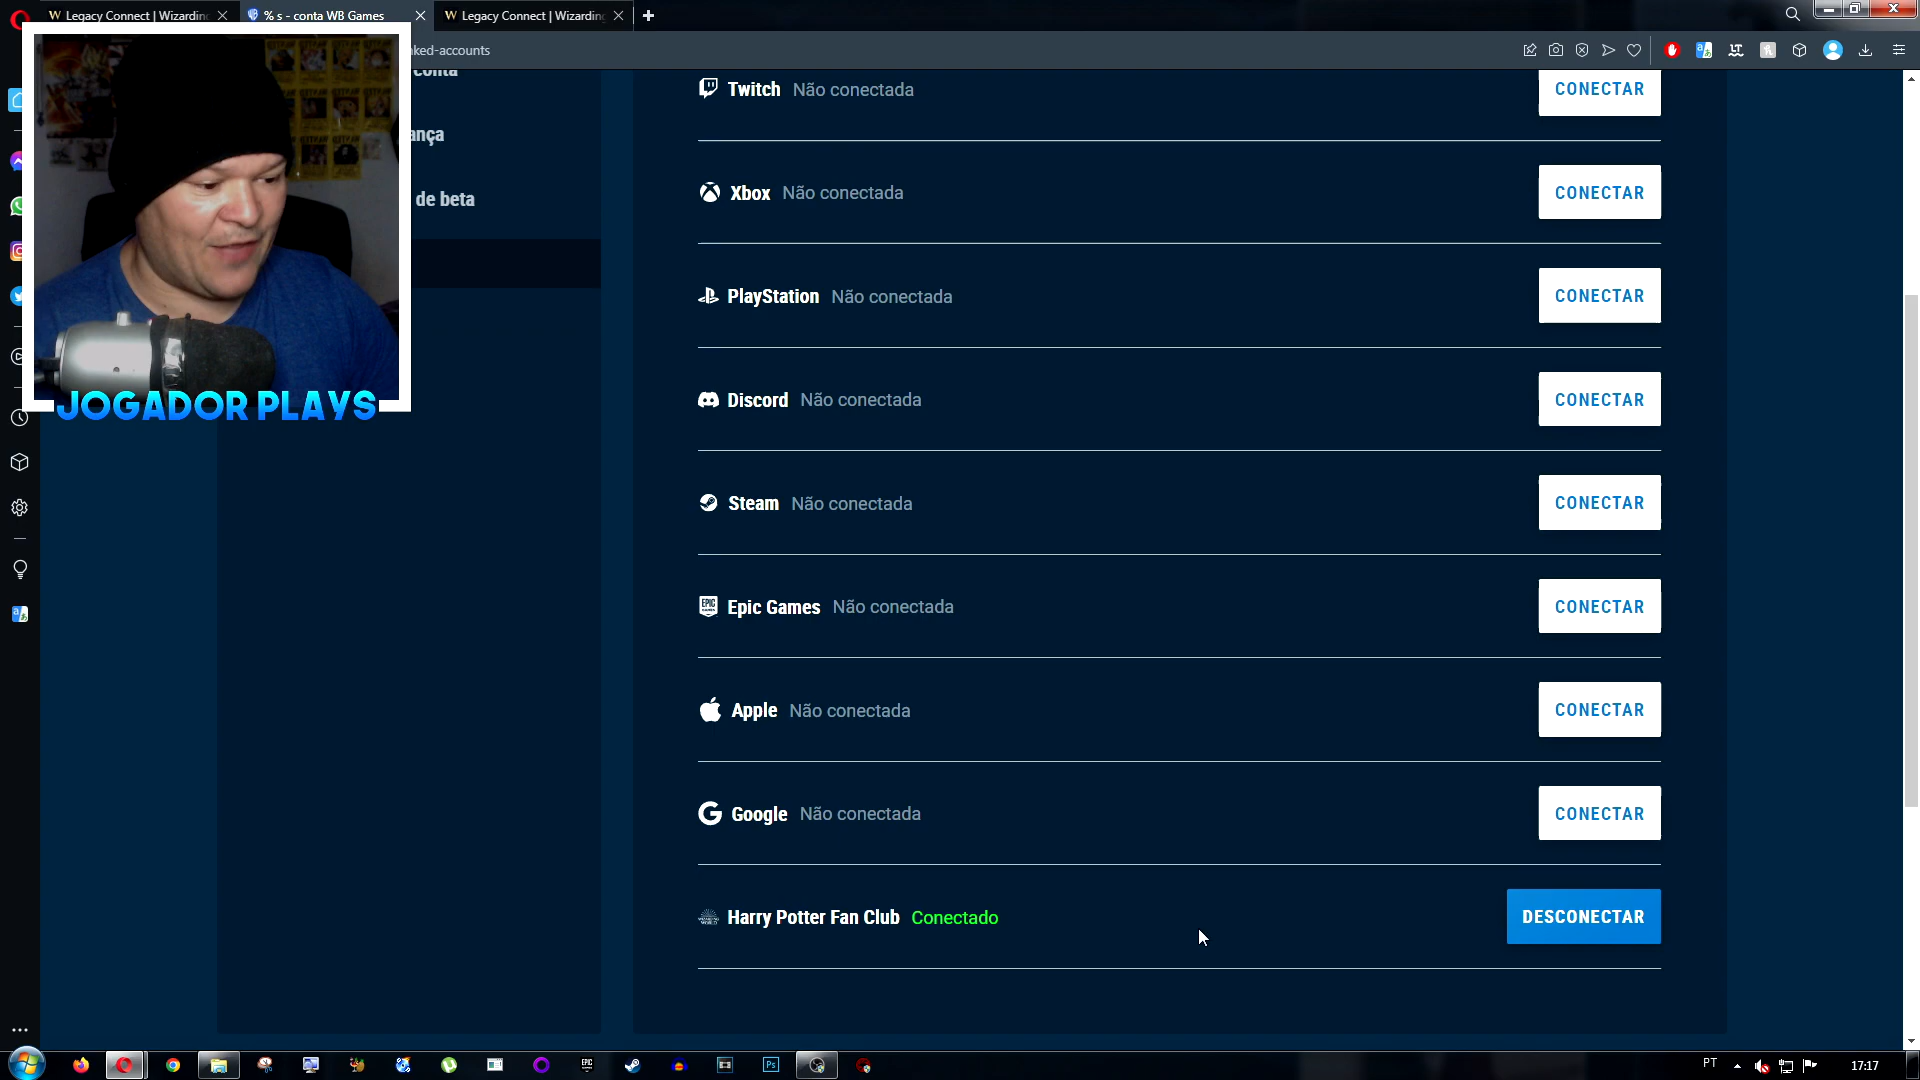 Legacy Connect | Wizarding
% s - conta WB Games
Legacy Connect | Wizarding
nked-accounts
conta
ança
de beta
JOGADOR PLAYS
Twitch Não conectada CONECTAR
Xbox Não conectada CONECTAR
PlayStation Não conectada CONECTAR
Discord Não conectada CONECTAR
Steam Não conectada CONECTAR
Epic Games Não conectada CONECTAR
Apple Não conectada CONECTAR
Google Não conectada CONECTAR
Harry Potter Fan Club Conectado DESCONECTAR
PT 17:17